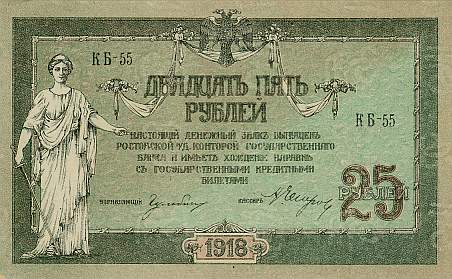 КБ-55
ДВАДЦАТЬ ПЯТЬ
РУБЛЕЙ
КБ-55
НАСТОЯЩІЙ ДЕНЕЖНЫЙ ЗНАКЪ ВЫПУЩЕНЪ
РОСТОВСКОЙ н/Д. КОНТОРОЙ ГОСУДАРСТВЕННАГО
БАНКА И ИМѢЕТЪ ХОЖДЕНІЕ НАРАВНѢ
СЪ ГОСУДАРСТВЕННЫМИ КРЕДИТНЫМИ
БИЛЕТАМИ
25
РУБЛЕЙ
УПРАВЛЯЮЩІЙ
КАССИРЪ
1918